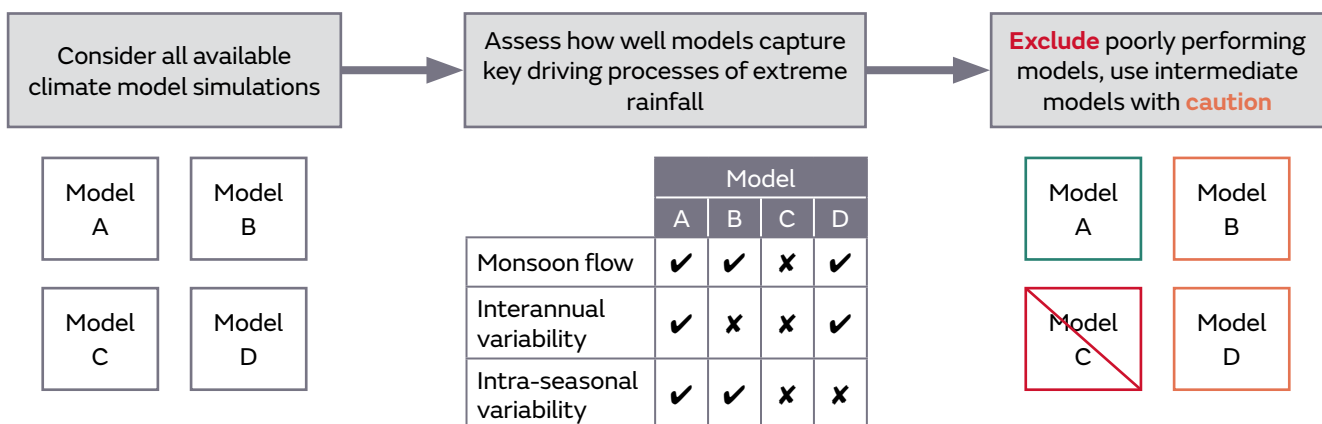 Consider all available
climate model simulations
Assess how well models capture
key driving processes of extreme
rainfall
Exclude poorly performing
models, use intermediate
models with caution
Model
A
Model
B
Model
C
Model
D
Model
A B C D
Monsoon flow ✔ ✔ ✘ ✔
Interannual
variability ✔ ✘ ✘ ✔
Intra-seasonal
variability ✔ ✔ ✘ ✘
Model
A
Model
B
Model
C
Model
D